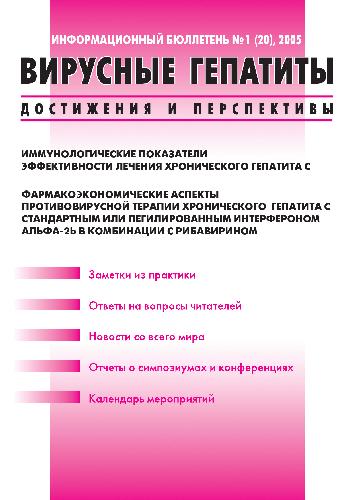 ИНФОРМАЦИОННЫЙ БЮЛЛЕТЕНЬ №1 (20), 2005
ВИРУСНЫЕ ГЕПАТИТЫ
ДОСТИЖЕНИЯ И ПЕРСПЕКТИВЫ
ИММУНОЛОГИЧЕСКИЕ ПОКАЗАТЕЛИ
ЭФФЕКТИВНОСТИ ЛЕЧЕНИЯ ХРОНИЧЕСКОГО ГЕПАТИТА С
ФАРМАКОЭКОНОМИЧЕСКИЕ АСПЕКТЫ
ПРОТИВОВИРУСНОЙ ТЕРАПИИ ХРОНИЧЕСКОГО ГЕПАТИТА С
СТАНДАРТНЫМ ИЛИ ПЕГИЛИРОВАННЫМ ИНТЕРФЕРОНОМ
АЛЬФА-2b В КОМБИНАЦИИ С РИБАВИРИНОМ
Заметки из практики
Ответы на вопросы читателей
Новости со всего мира
Отчеты о симпозиумах и конференциях
Календарь мероприятий